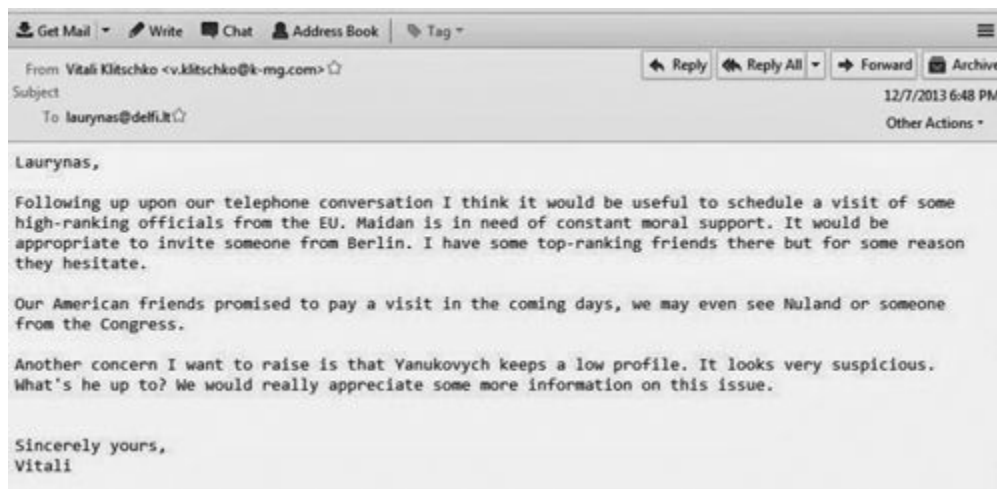 Get Mail Write Chat Address Book Tag
From Vitali Klitschko <v.klitschko@k-mg.com> Reply Reply All Forward Archive
Subject 12/7/2013 6:48 PM
To laurynas@delfi.lt Other Actions
Laurynas,
Following up upon our telephone conversation I think it would be useful to schedule a visit of some
high-ranking officials from the EU. Maidan is in need of constant moral support. It would be
appropriate to invite someone from Berlin. I have some top-ranking friends there but for some reason
they hesitate.
Our American friends promised to pay a visit in the coming days, we may even see Nuland or someone
from the Congress.
Another concern I want to raise is that Yanukovych keeps a low profile. It looks very suspicious.
What's he up to? We would really appreciate some more information on this issue.
Sincerely yours,
Vitali